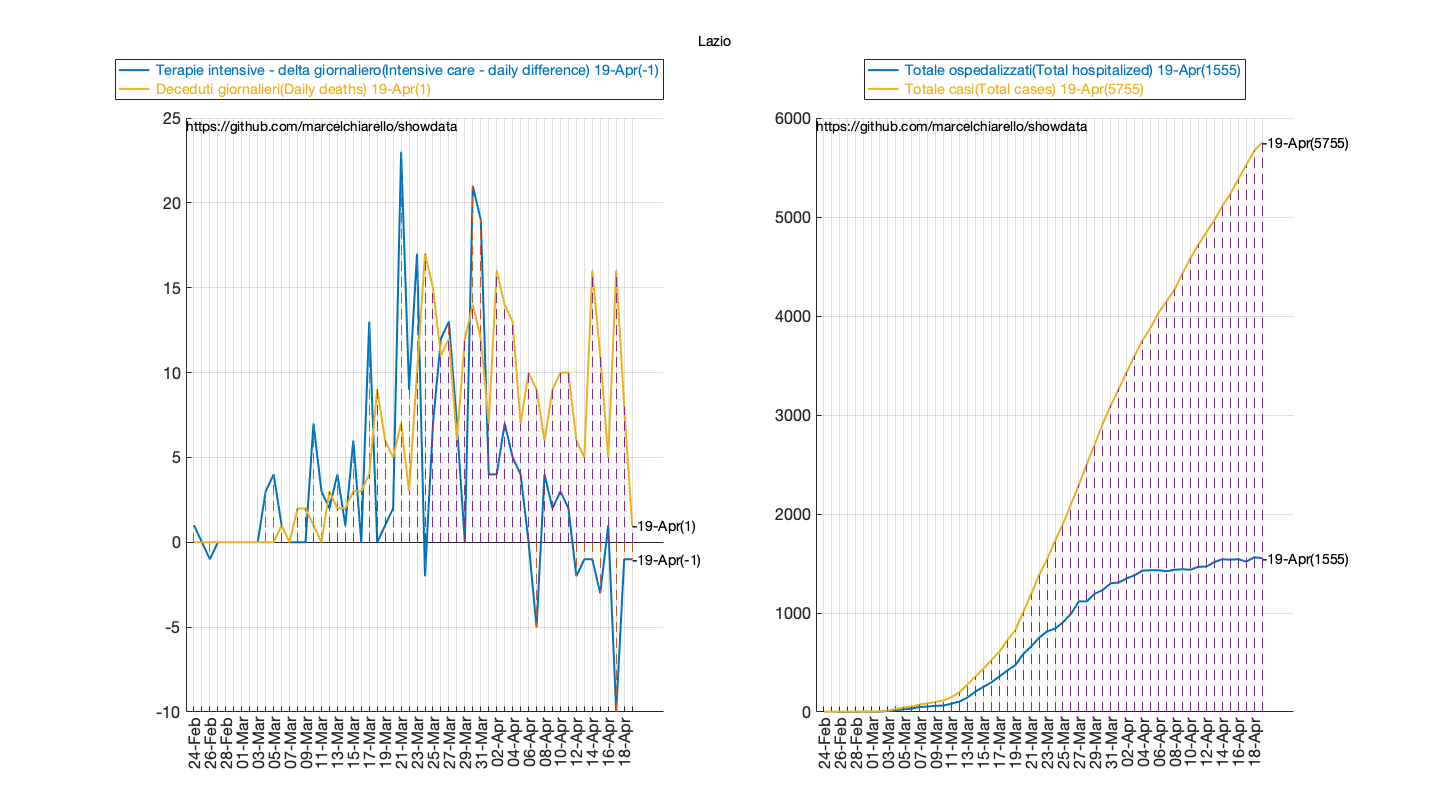 Lazio
Terapie intensive - delta giornaliero(Intensive care - daily difference) 19-Apr(-1)
Deceduti giornalieri(Daily deaths) 19-Apr(1)
https://github.com/marcelchiarello/showdata
25
20
15
10
5
0
-5
-10
-19-Apr(1)
-19-Apr(-1)
24-Feb
26-Feb
28-Feb
01-Mar
03-Mar
05-Mar
07-Mar
09-Mar
11-Mar
13-Mar
15-Mar
17-Mar
19-Mar
21-Mar
23-Mar
25-Mar
27-Mar
29-Mar
31-Mar
02-Apr
04-Apr
06-Apr
08-Apr
10-Apr
12-Apr
14-Apr
16-Apr
18-Apr
Totale ospedalizzati(Total hospitalized) 19-Apr(1555)
Totale casi(Total cases) 19-Apr(5755)
https://github.com/marcelchiarello/showdata
6000
5000
4000
3000
2000
1000
0
-19-Apr(5755)
-19-Apr(1555)
24-Feb
26-Feb
28-Feb
01-Mar
03-Mar
05-Mar
07-Mar
09-Mar
11-Mar
13-Mar
15-Mar
17-Mar
19-Mar
21-Mar
23-Mar
25-Mar
27-Mar
29-Mar
31-Mar
02-Apr
04-Apr
06-Apr
08-Apr
10-Apr
12-Apr
14-Apr
16-Apr
18-Apr